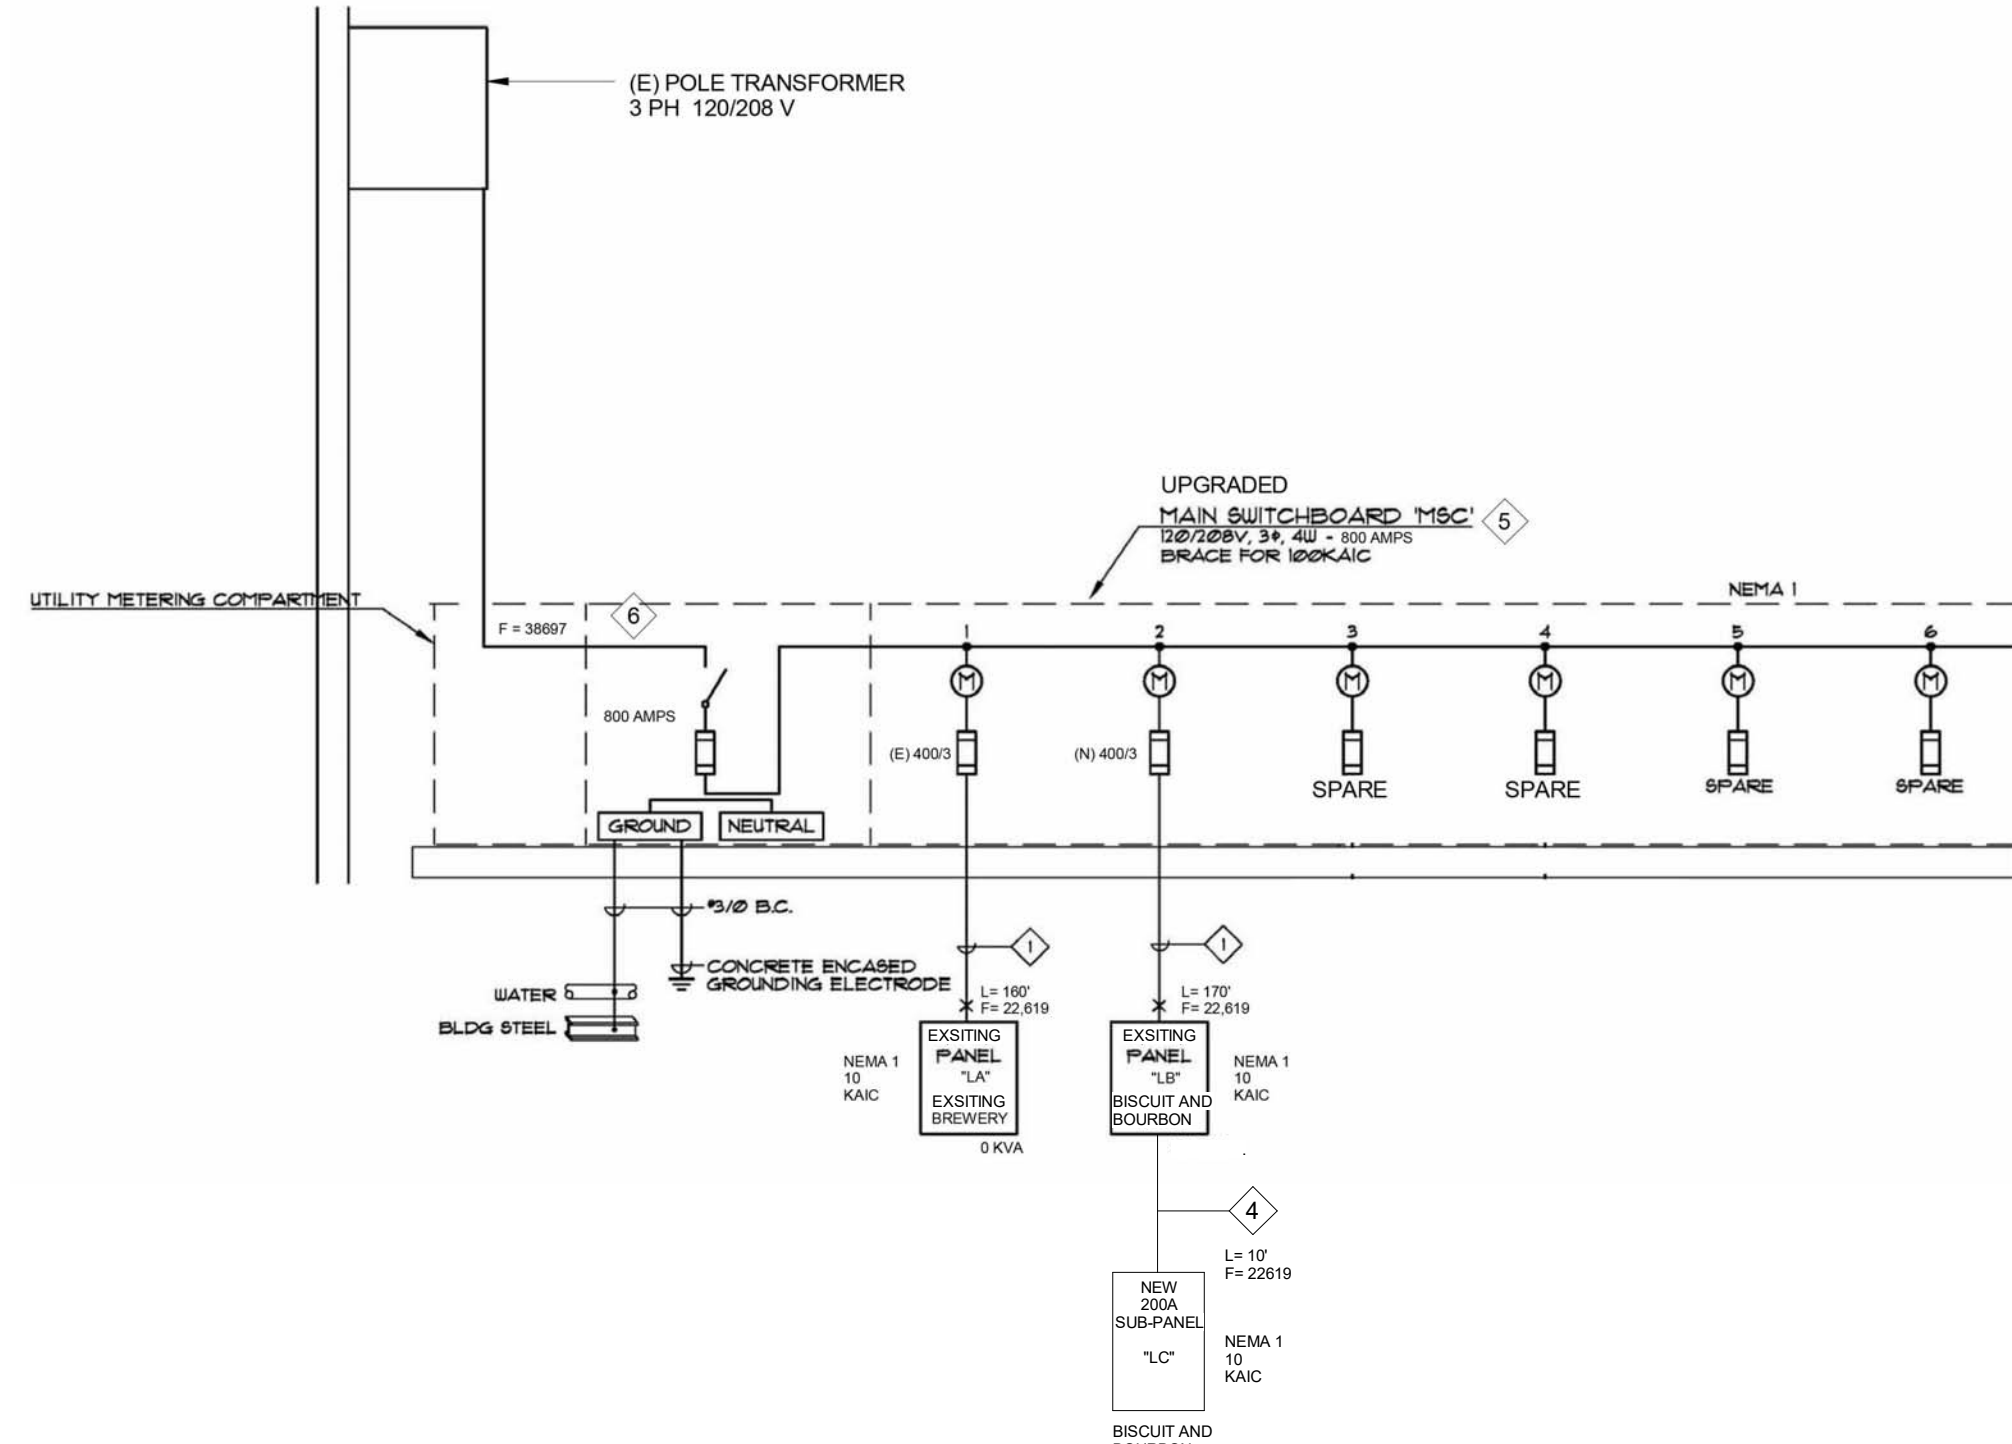 (E) POLE TRANSFORMER
3 PH 120/208 V
UPGRADED
MAIN SWITCHBOARD 'MSC'
5
120/208V, 3Φ, 4W - 800 AMPS
BRACE FOR 100KAIC
NEMA 1
UTILITY METERING COMPARTMENT
F = 38697
6
1
2
3
4
5
6
M
M
M
M
M
M
800 AMPS
(E) 400/3
(N) 400/3
SPARE
SPARE
SPARE
SPARE
GROUND
NEUTRAL
#3/0 B.C.
1
1
CONCRETE ENCASED
GROUNDING ELECTRODE
WATER
BLDG STEEL
L= 160'
F= 22,619
L= 170'
F= 22,619
EXSITING
PANEL
"LA"
EXSITING
BREWERY
NEMA 1
10
KAIC
0 KVA
EXSITING
PANEL
"LB"
BISCUIT AND
BOURBON
NEMA 1
10
KAIC
4
L= 10'
F= 22619
NEW
200A
SUB-PANEL
"LC"
NEMA 1
10
KAIC
BISCUIT AND